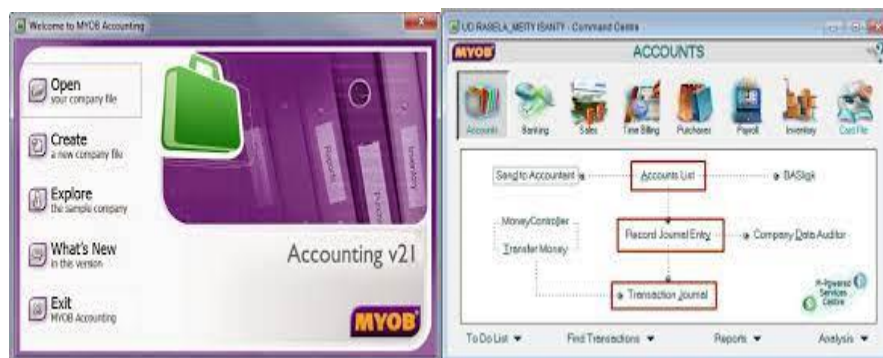 Welcome to MYOB Accounting
Open
your company file
Create
a new company file
Explore
the sample company
What's New
in this version
Exit
MYOB Accounting
Accounting v21
MYOB
UD RASELA_MEITY ISANTY - Command Centre
MYOB
ACCOUNTS
Accounts
Banking
Sales
Time Billing
Purchases
Payroll
Inventory
Card File
Send to Accountant
Accounts List
BASlink
MoneyController
Transfer Money
Record Journal Entry
Company Data Auditor
Transaction Journal
M-Powered
Services
Centre
To Do List
Find Transactions
Reports
Analysis